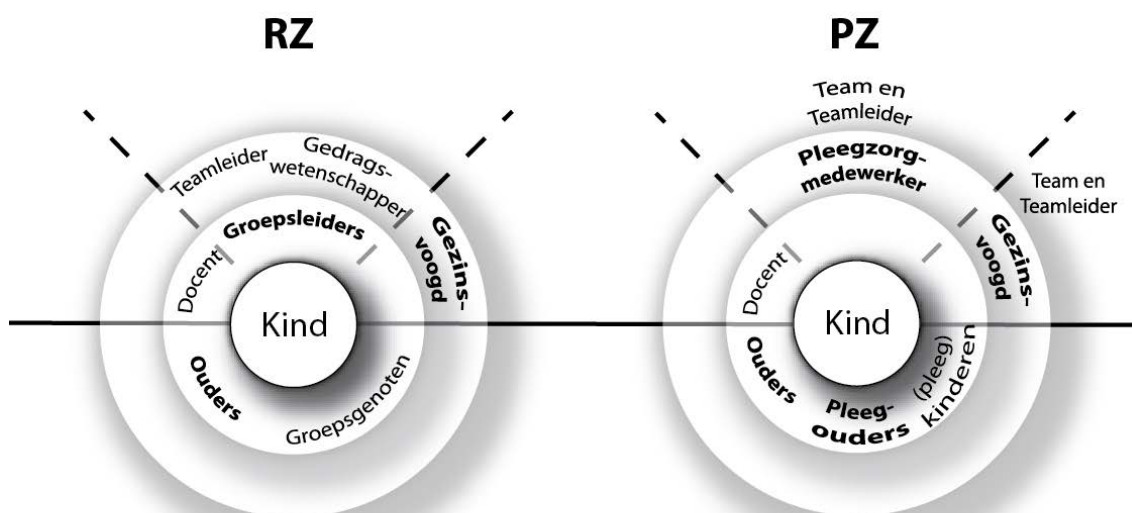 RZ
Teamleider
Gedrags-
wetenschapper
Groepsleiders
Docent
Gezins-
voogd
Kind
Ouders
Groepsgenoten
PZ
Team en
Teamleider
Pleegzorg-
medewerker
Team en
Teamleider
Docent
Gezins-
voogd
Kind
Ouders
Pleeg-
ouders
(pleeg)
kinderen